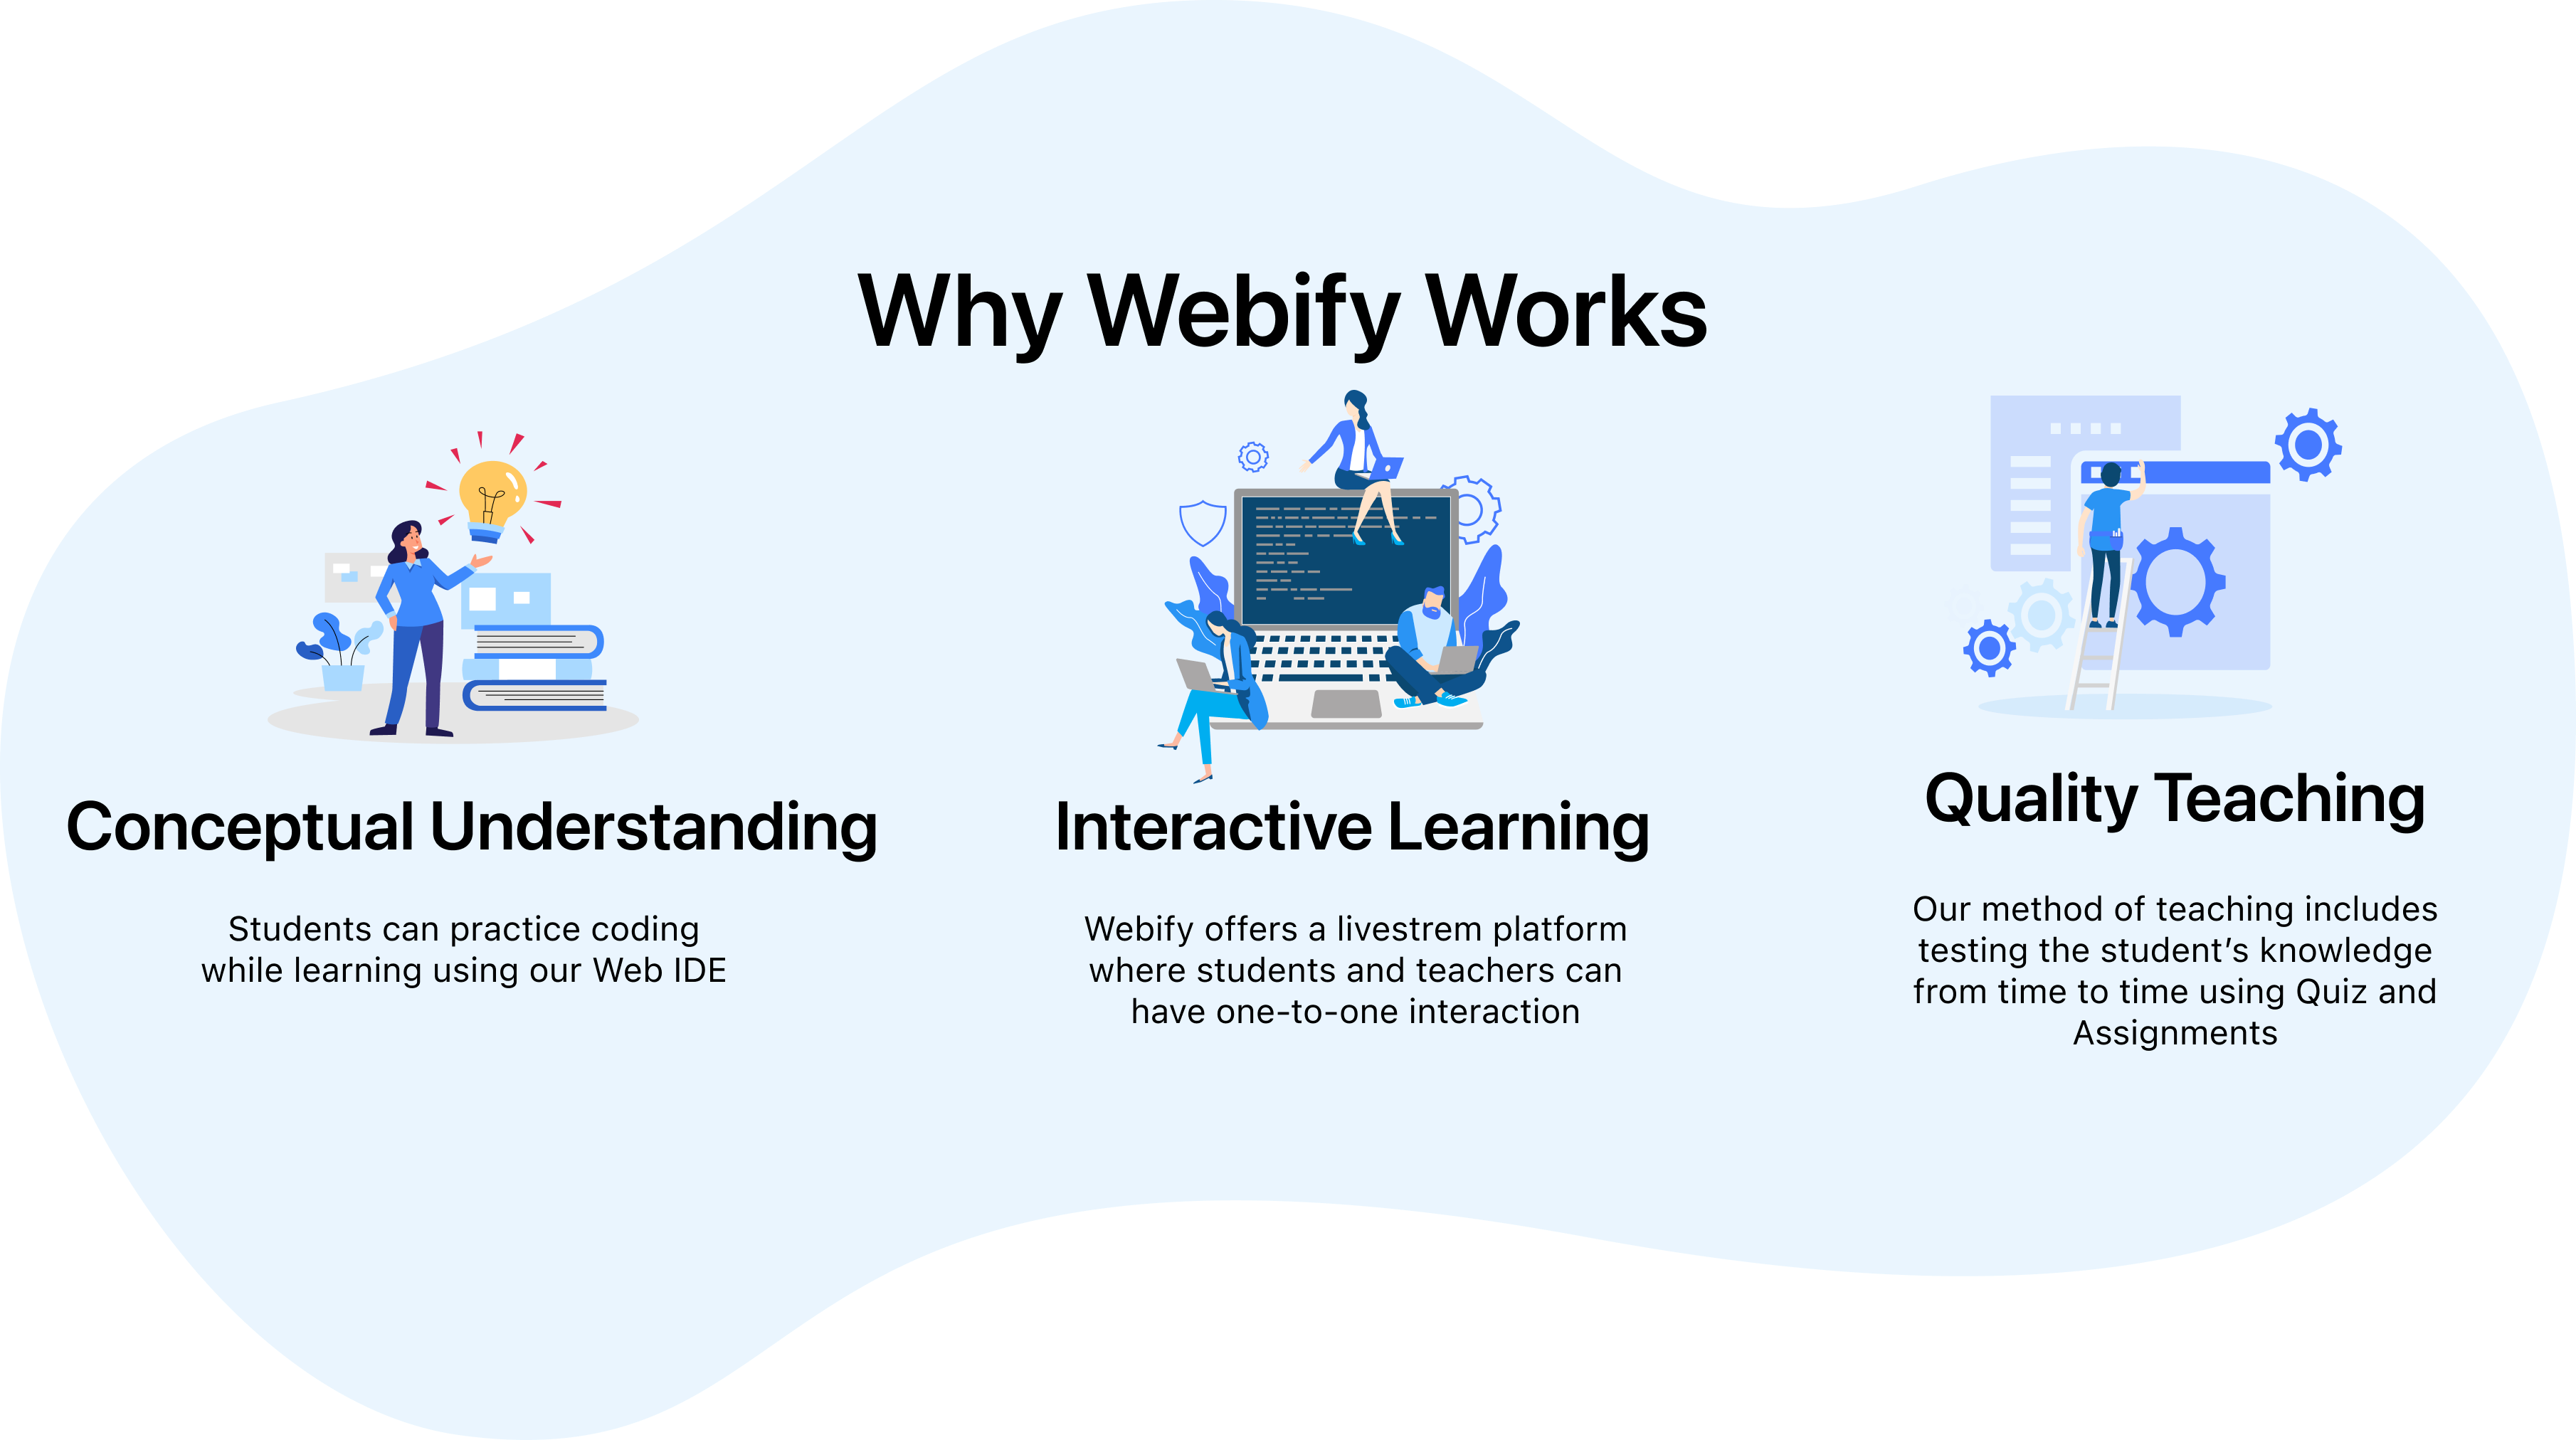 Why Webify Works
Conceptual Understanding
Students can practice coding
while learning using our Web IDE
Interactive Learning
Webify offers a livestrem platform
where students and teachers can
have one-to-one interaction
Quality Teaching
Our method of teaching includes
testing the student’s knowledge
from time to time using Quiz and
Assignments